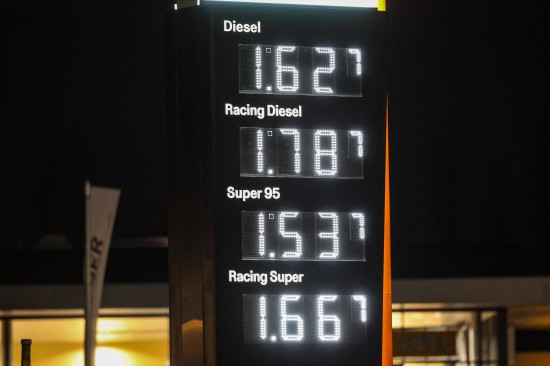 Diesel
1.627
Racing Diesel
1.787
Super 95
1.537
Racing Super
1.667